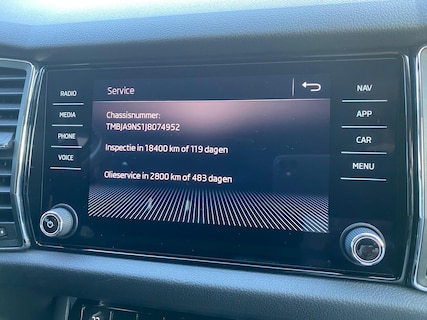 Service
RADIO
MEDIA
PHONE
VOICE
Chassisnummer:
TMBJA9NS1J8074952
Inspectie in 18400 km of 119 dagen
Olieservice in 2800 km of 483 dagen
NAV
APP
CAR
MENU